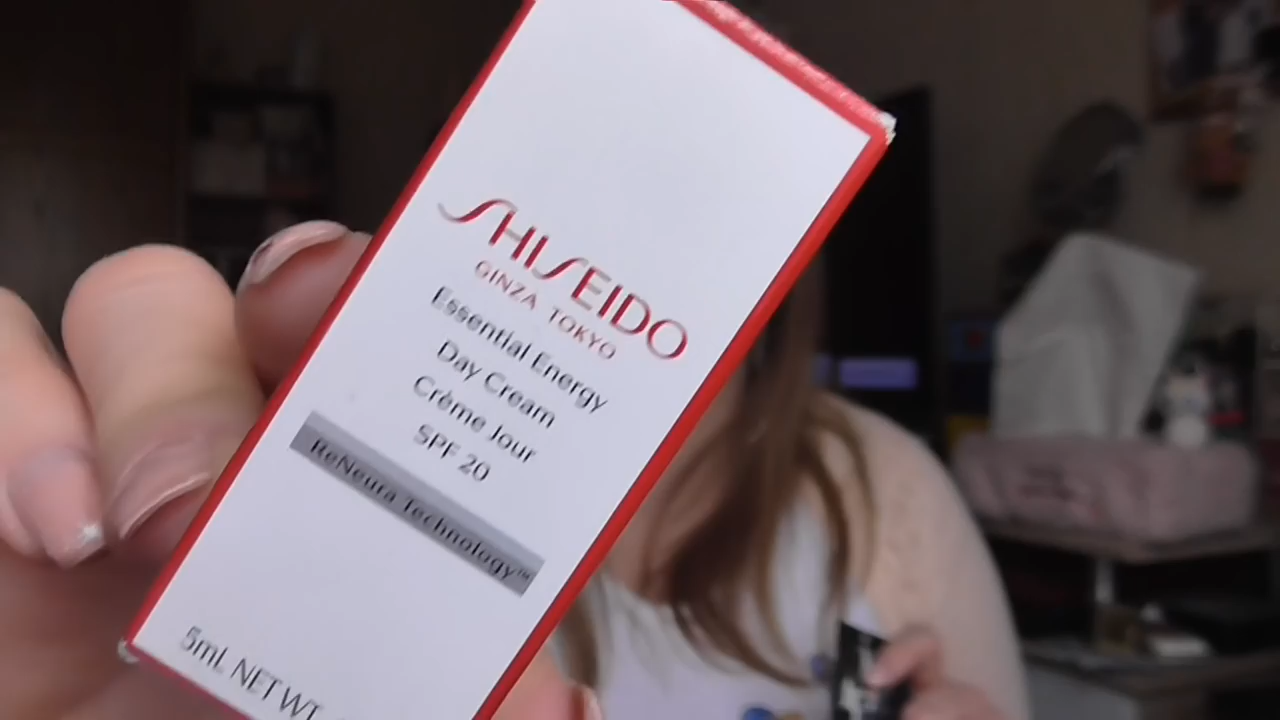 SHISEIDO
GINZA TOKYO
Essential Energy
Day Cream
Crème Jour
SPF 20
ReNeura Technology™
5mL NET WT.